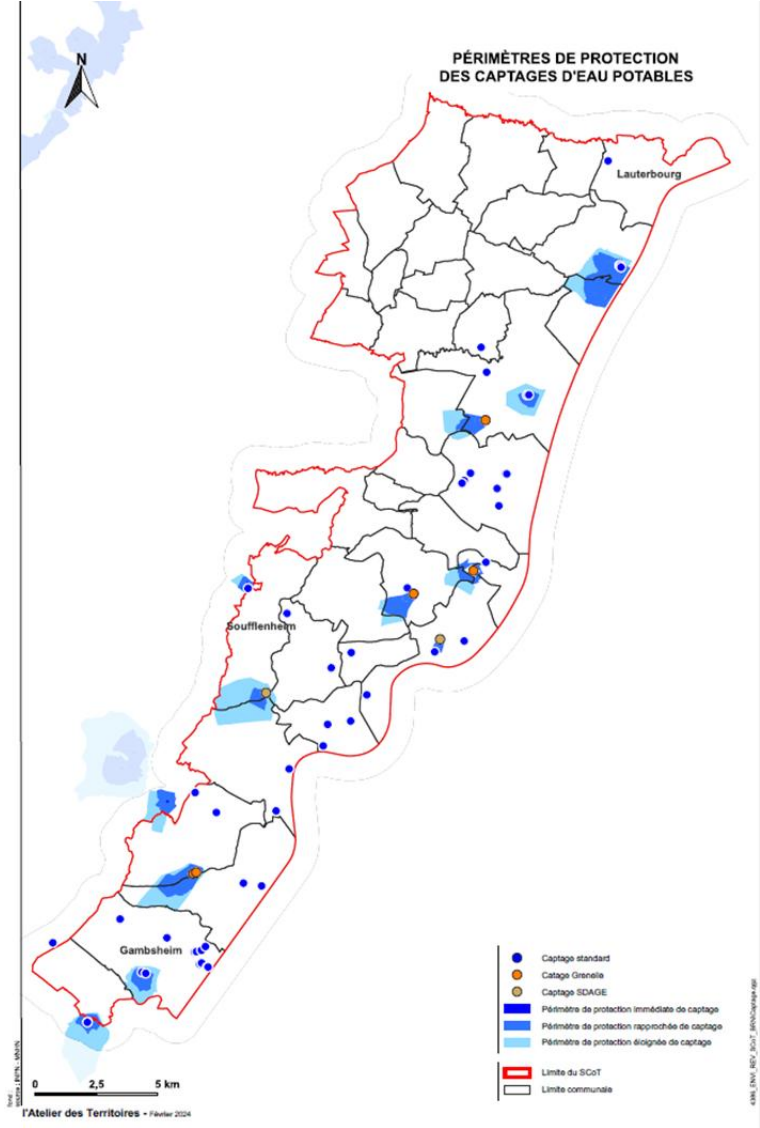 PÉRIMÈTRES DE PROTECTION
DES CAPTAGES D'EAU POTABLES
N
Lauterbourg
Soufflenheim
Gambsheim
Captage standard
Catage Grenelle
Captage SDAGE
Périmètre de protection immédiate de captage
Périmètre de protection rapprochée de captage
Périmètre de protection éloignée de captage
Limite du SCoT
Limite communale
0 2,5 5 km
l'Atelier des Territoires - Février 2024